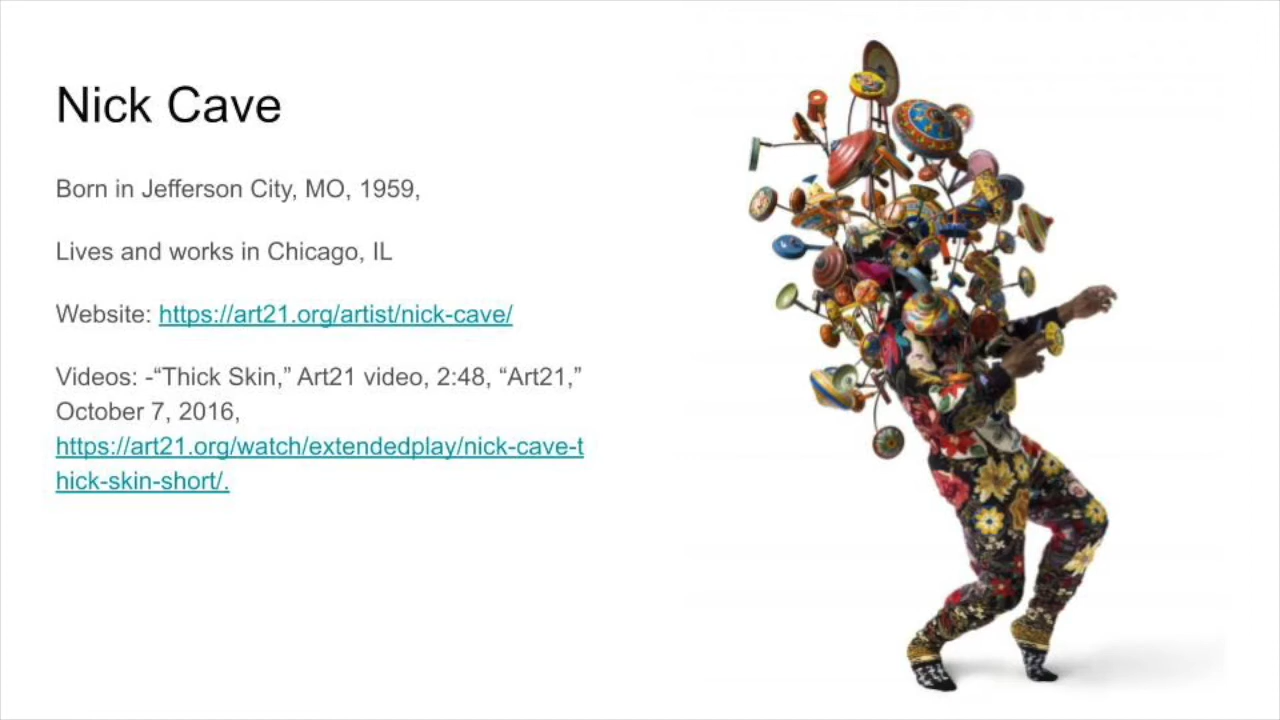 Nick Cave
Born in Jefferson City, MO, 1959,
Lives and works in Chicago, IL
Website: https://art21.org/artist/nick-cave/
Videos: -“Thick Skin,” Art21 video, 2:48, “Art21,”
October 7, 2016,
https://art21.org/watch/extendedplay/nick-cave-t
hick-skin-short/.